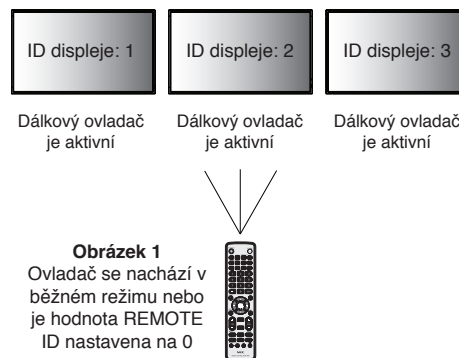 ID displeje: 1
ID displeje: 2
ID displeje: 3
Dálkový ovladač
je aktivní
Dálkový ovladač
je aktivní
Dálkový ovladač
je aktivní
Obrázek 1
Ovladač se nachází v
běžném režimu nebo
je hodnota REMOTE
ID nastavena na 0